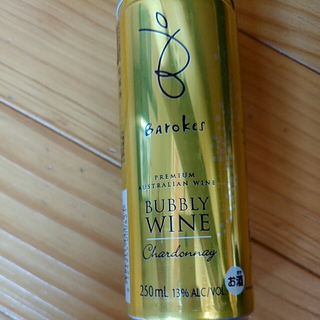 Barokes
PREMIUM
AUSTRALIAN WINE
BUBBLY
WINE
Chardonnay
250mL 13% ALC/VOL
お酒